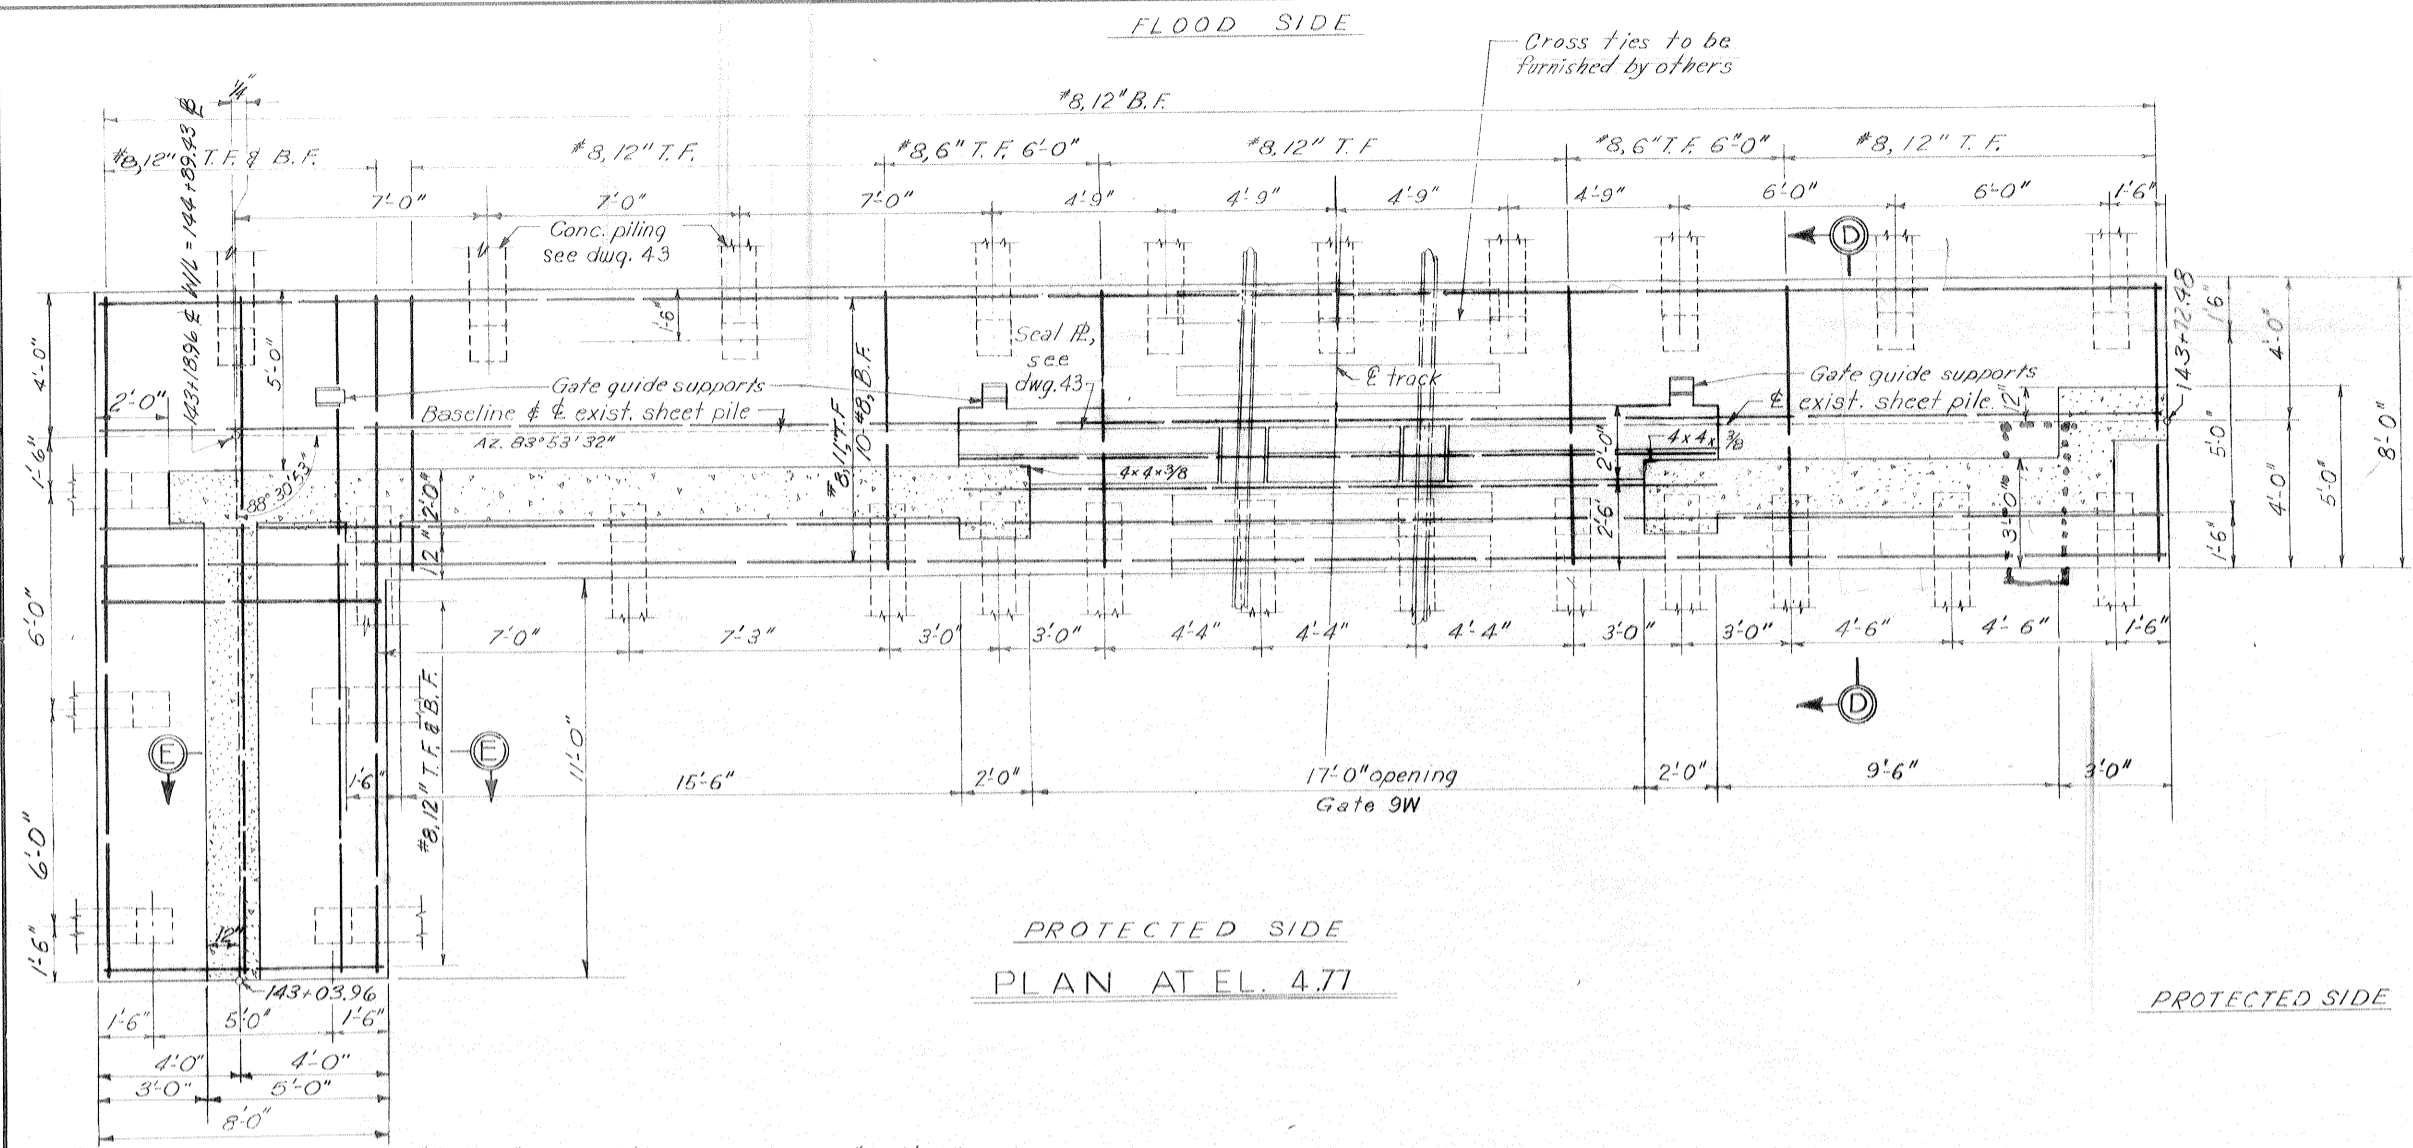 FLOOD SIDE
Cross ties to be
furnished by others
1/4"
#8, 12" B.F.
#8, 12" T.F. & B.F.
#8, 12" T.F.
#8, 6" T.F. 6'-0"
#8, 12" T.F
#8, 6" T.F. 6'-0"
#8, 12" T.F.
143+18.96 ℄ W/L = 144+89.43 ℄
7'-0"
7'-0"
7'-0"
4'-9"
4'-9"
4'-9"
4'-9"
6'-0"
6'-0"
1'-6"
Conc. piling
see dwg. 43
D
4'-0"
5'-0"
1'-6"
Seal PL,
see
dwg. 43
10-#8, B.F.
#8, 11" T.F
℄ track
Gate guide supports
Gate guide supports
Baseline & ℄ exist. sheet pile
℄ exist. sheet pile
Az. 83° 53' 32"
88° 30' 53"
2'-0"
1'-6"
12"
2'-0"
4x4x3/8
2'-0"
2'-6"
4x4x 3/8
12"
3'-0"
143+72.48
1'6"
5'-0"
1'-6"
4'-0"
4'-0"
5'-0"
8'-0"
6'-0"
7'-0"
7'-3"
3'-0"
3'-0"
4'-4"
4'-4"
4'-4"
3'-0"
3'-0"
4'-6"
4'-6"
1'-6"
D
#8, 12" T.F. & B.F.
11'-0"
E
E
1'-6"
15'-6"
2'-0"
17'-0" opening
Gate 9W
2'-0"
9'-6"
3'-0"
6'-0"
1'-6"
12"
143+03.96
PROTECTED SIDE
PLAN AT EL. 4.77
PROTECTED SIDE
1'-6"
5'-0"
1'-6"
4'-0"
4'-0"
3'-0"
5'-0"
8'-0"